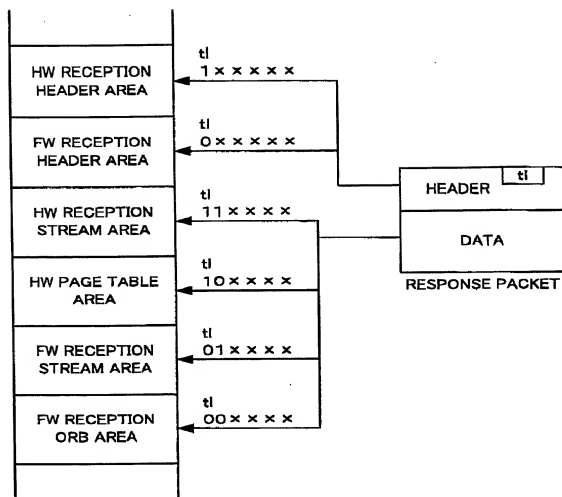 HW RECEPTION
HEADER AREA
FW RECEPTION
HEADER AREA
HW RECEPTION
STREAM AREA
HW PAGE TABLE
AREA
FW RECEPTION
STREAM AREA
FW RECEPTION
ORB AREA
tl
1×××××
tl
0×××××
tl
11××××
tl
10××××
tl
01××××
tl
00××××
HEADER
tl
DATA
RESPONSE PACKET